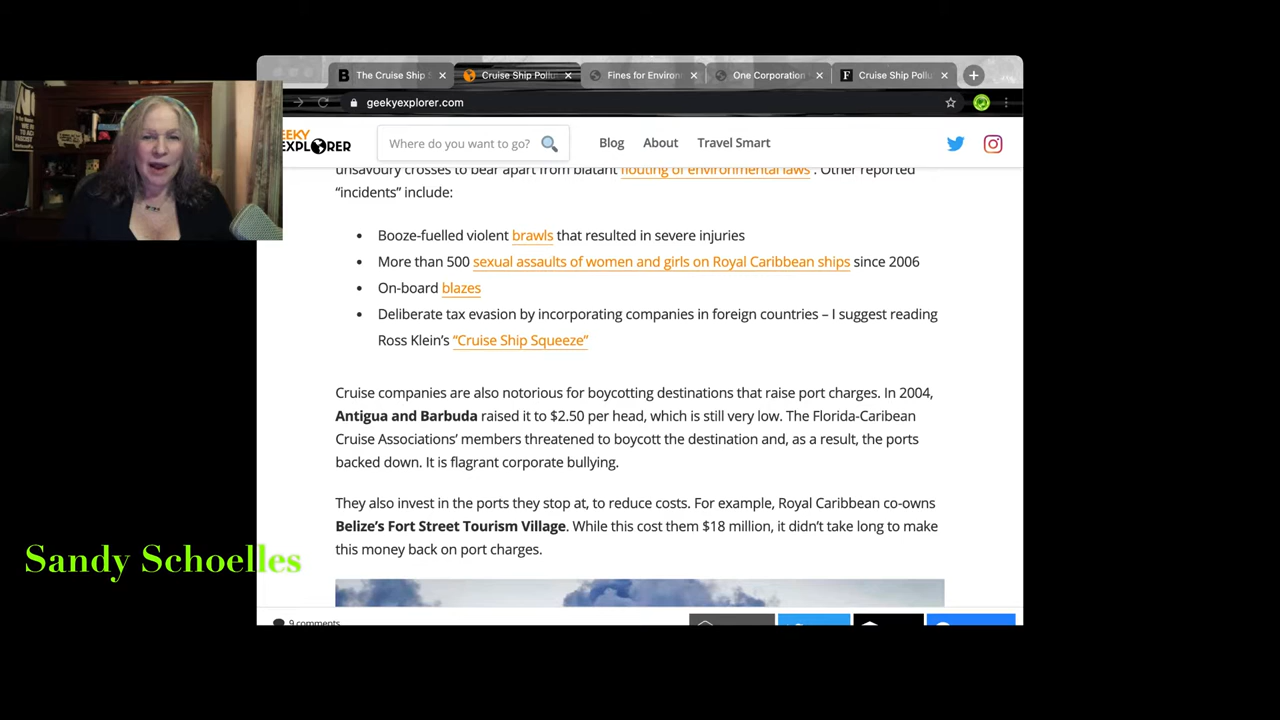 The Cruise Ship S
Cruise Ship Pollu
Fines for Environ
One Corporation
Cruise Ship Pollu
geekyexplorer.com
EEKY
EXPLORER
Where do you want to go?
Blog
About
Travel Smart
unsavoury crosses to bear apart from blatant flouting of environmental laws . Other reported
“incidents” include:
• Booze-fuelled violent brawls that resulted in severe injuries
• More than 500 sexual assaults of women and girls on Royal Caribbean ships since 2006
• On-board blazes
• Deliberate tax evasion by incorporating companies in foreign countries – I suggest reading
Ross Klein’s “Cruise Ship Squeeze”
Cruise companies are also notorious for boycotting destinations that raise port charges. In 2004,
Antigua and Barbuda raised it to $2.50 per head, which is still very low. The Florida-Caribean
Cruise Associations’ members threatened to boycott the destination and, as a result, the ports
backed down. It is flagrant corporate bullying.
They also invest in the ports they stop at, to reduce costs. For example, Royal Caribbean co-owns
Belize’s Fort Street Tourism Village. While this cost them $18 million, it didn’t take long to make
this money back on port charges.
Sandy Schoelles
9 comments